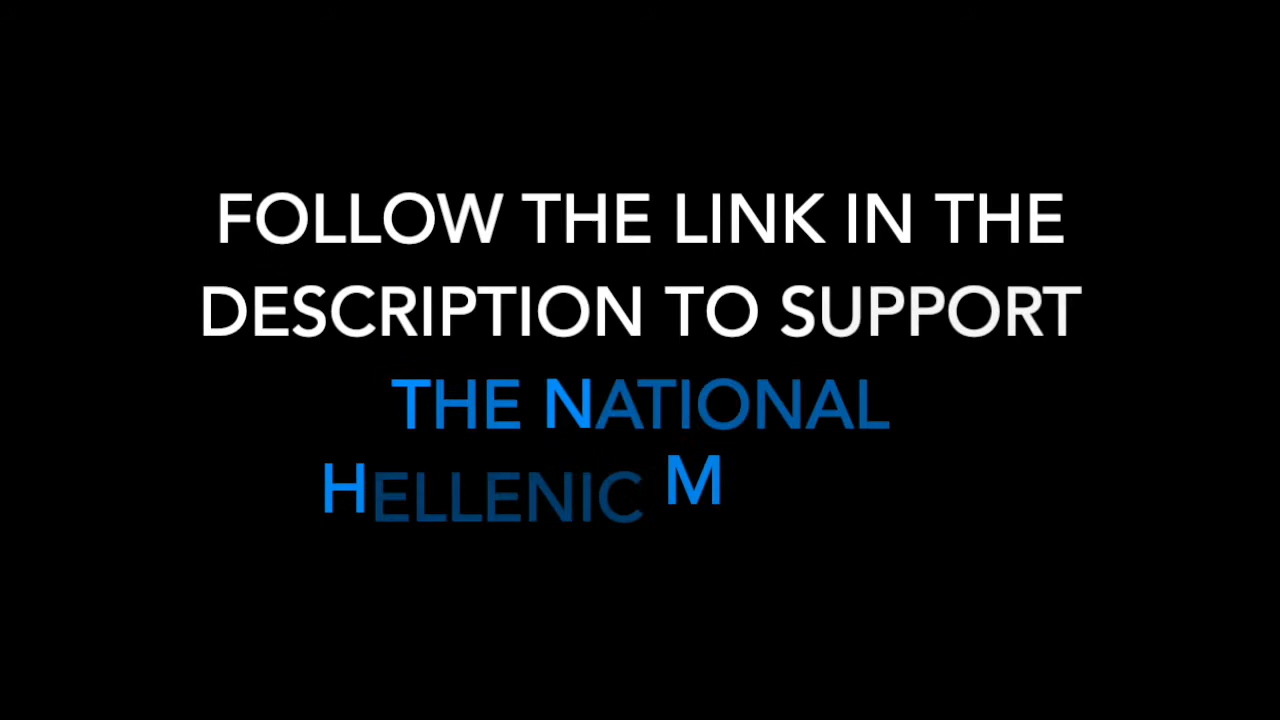 FOLLOW THE LINK IN THE
DESCRIPTION TO SUPPORT
THE NATIONAL
HELLENIC M